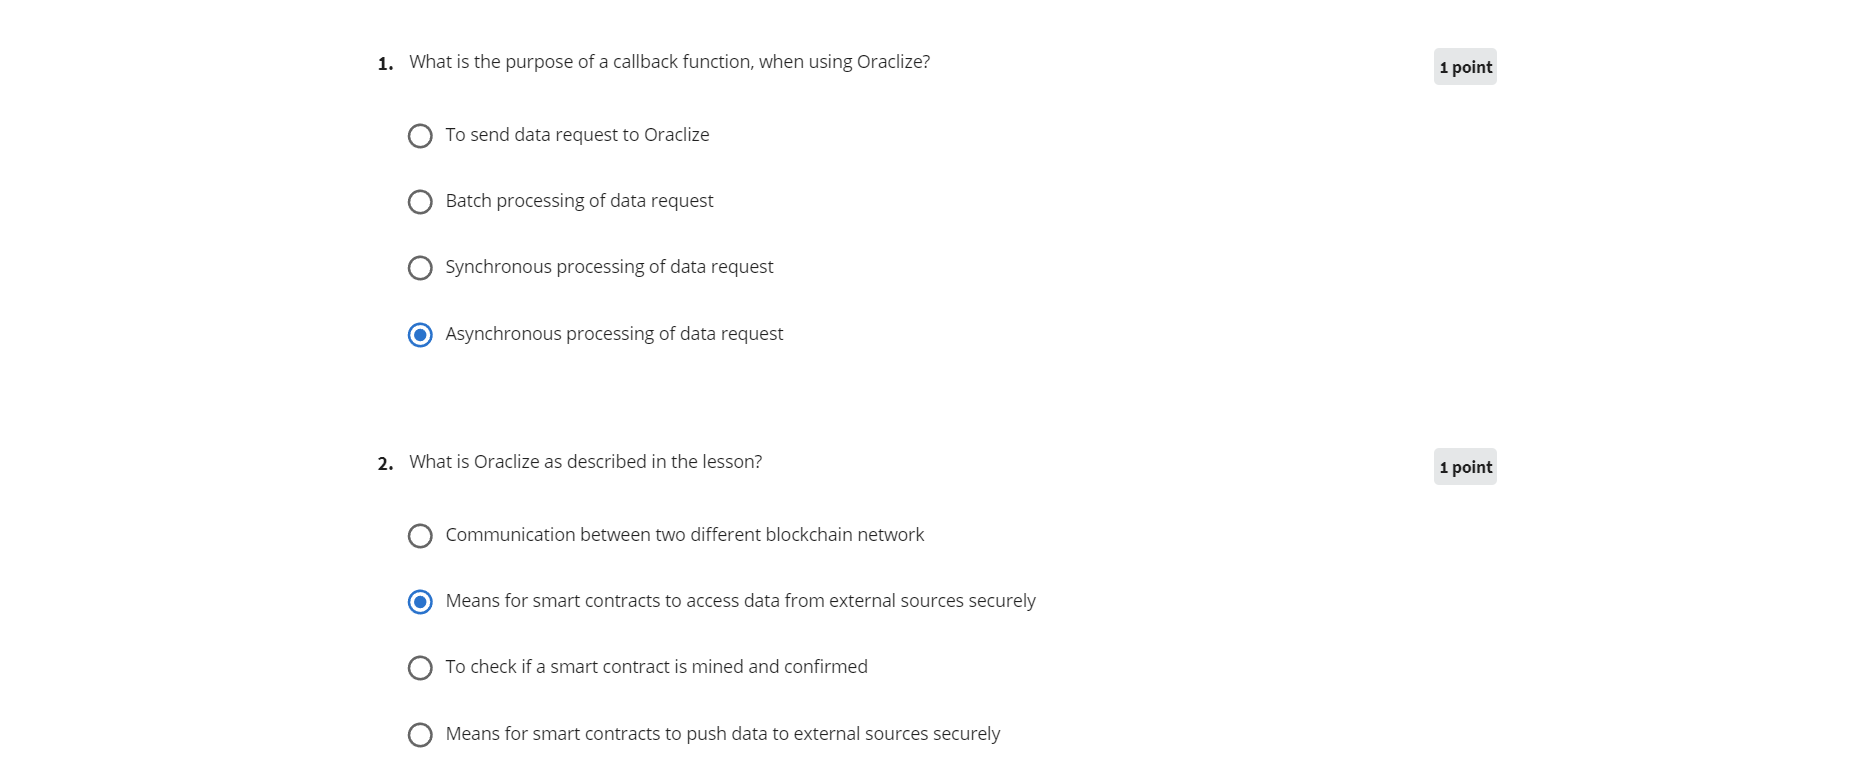 1. What is the purpose of a callback function, when using Oraclize?
1 point
To send data request to Oraclize
Batch processing of data request
Synchronous processing of data request
Asynchronous processing of data request
2. What is Oraclize as described in the lesson?
1 point
Communication between two different blockchain network
Means for smart contracts to access data from external sources securely
To check if a smart contract is mined and confirmed
Means for smart contracts to push data to external sources securely